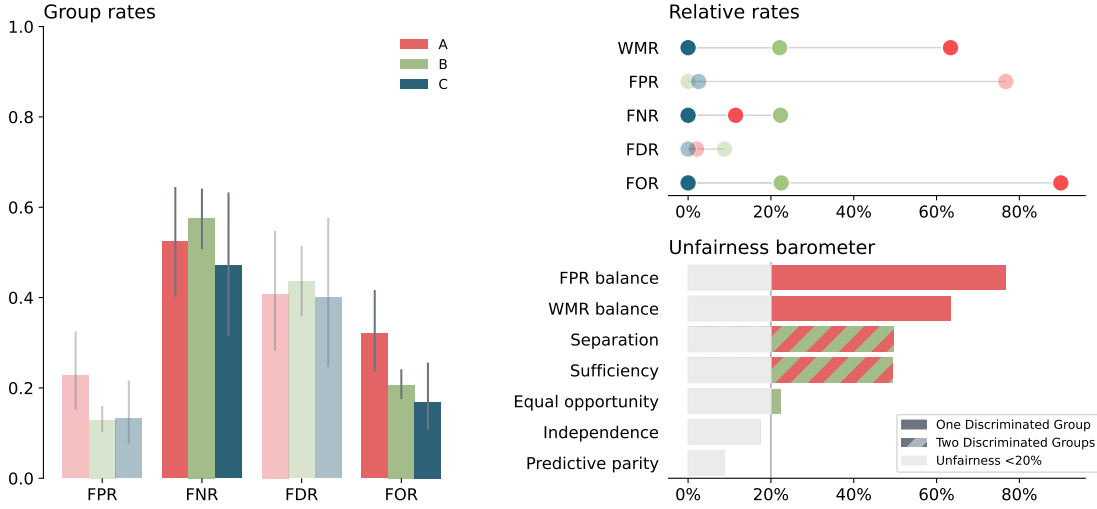 Group rates
1.0
0.8
0.6
0.4
0.2
0.0
FPR
FNR
FDR
FOR
A
B
C
Relative rates
WMR
FPR
FNR
FDR
FOR
0%
20%
40%
60%
80%
Unfairness barometer
FPR balance
WMR balance
Separation
Sufficiency
Equal opportunity
Independence
Predictive parity
One Discriminated Group
Two Discriminated Groups
Unfairness <20%
0%
20%
40%
60%
80%